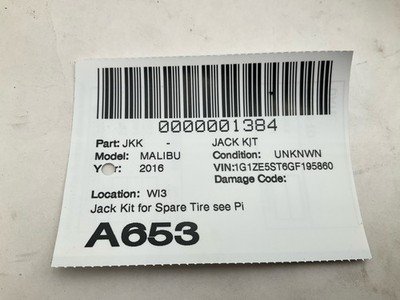 0000001384
Part: JKK - JACK KIT
Model: MALIBU Condition: UNKNWN
Year: 2016 VIN:1G1ZE5ST6GF195860
Damage Code:
Location: WI3
Jack Kit for Spare Tire see Pi
A653